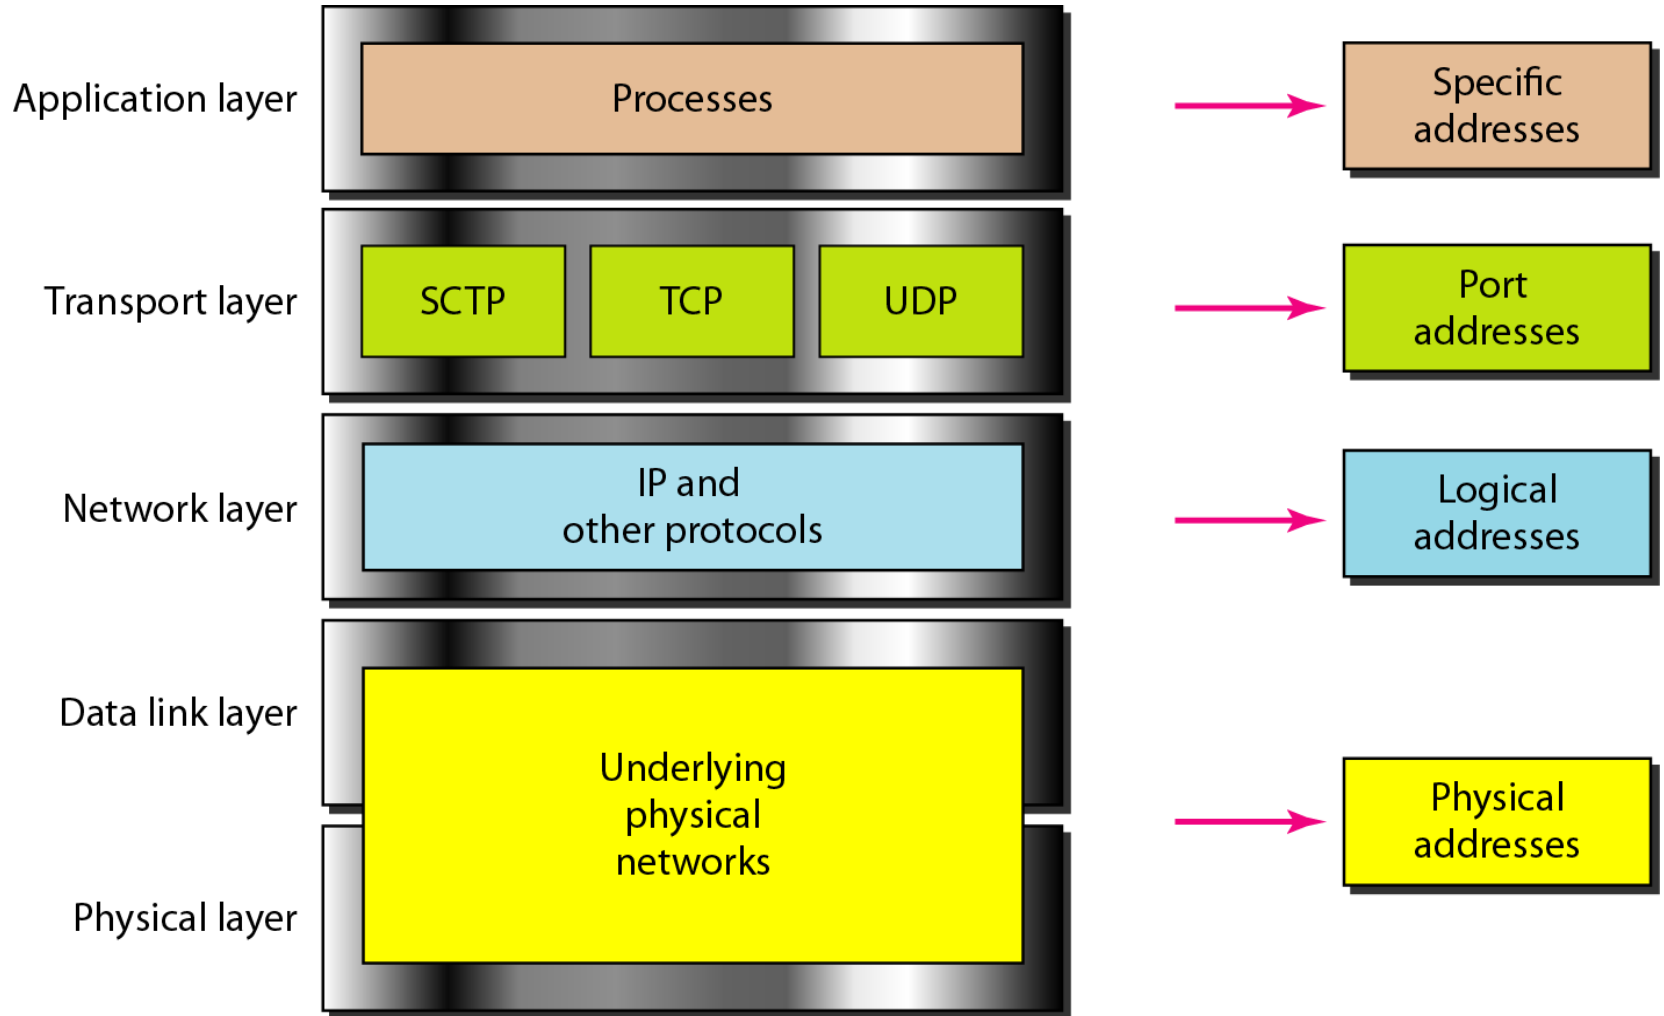 Application layer
Processes
Specific
addresses
Transport layer
SCTP
TCP
UDP
Port
addresses
Network layer
IP and
other protocols
Logical
addresses
Data link layer
Underlying
physical
networks
Physical
addresses
Physical layer